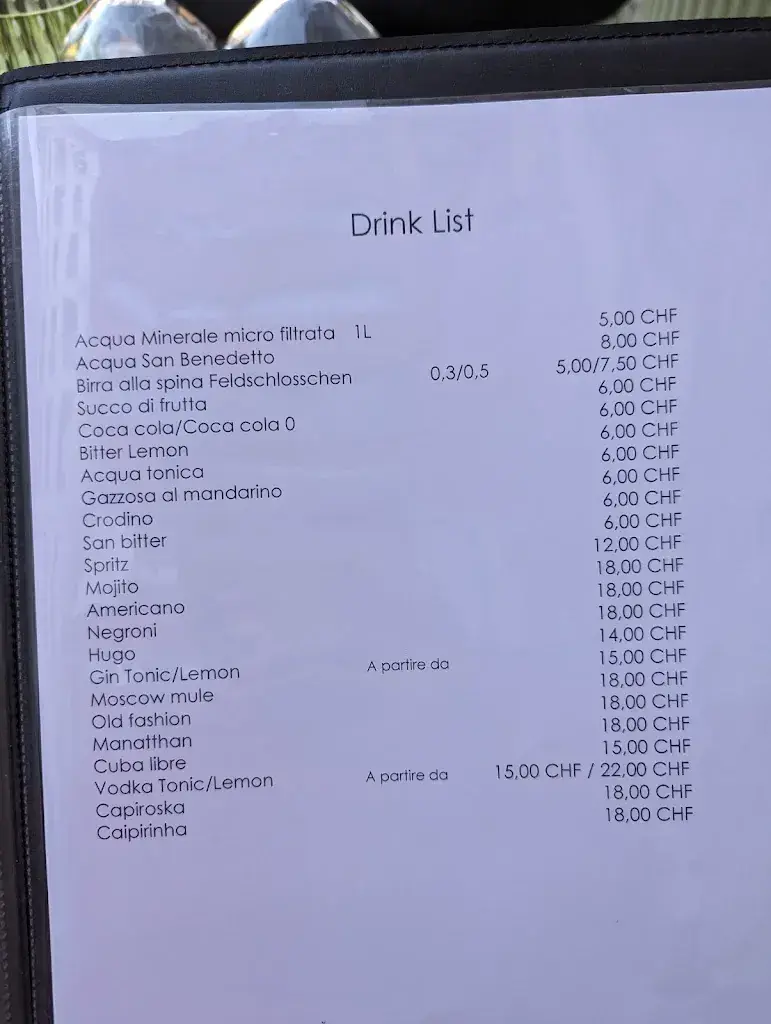 Drink List
Acqua Minerale micro filtrata 1L 5,00 CHF
Acqua San Benedetto 8,00 CHF
Birra alla spina Feldschlosschen 0,3/0,5 5,00/7,50 CHF
Succo di frutta 6,00 CHF
Coca cola/Coca cola 0 6,00 CHF
Bitter Lemon 6,00 CHF
Acqua tonica 6,00 CHF
Gazzosa al mandarino 6,00 CHF
Crodino 6,00 CHF
San bitter 6,00 CHF
Spritz 12,00 CHF
Mojito 18,00 CHF
Americano 18,00 CHF
Negroni 18,00 CHF
Hugo 14,00 CHF
Gin Tonic/Lemon A partire da 15,00 CHF
Moscow mule 18,00 CHF
Old fashion 18,00 CHF
Manatthan 18,00 CHF
Cuba libre 15,00 CHF
Vodka Tonic/Lemon A partire da 15,00 CHF / 22,00 CHF
Capiroska 18,00 CHF
Caipirinha 18,00 CHF